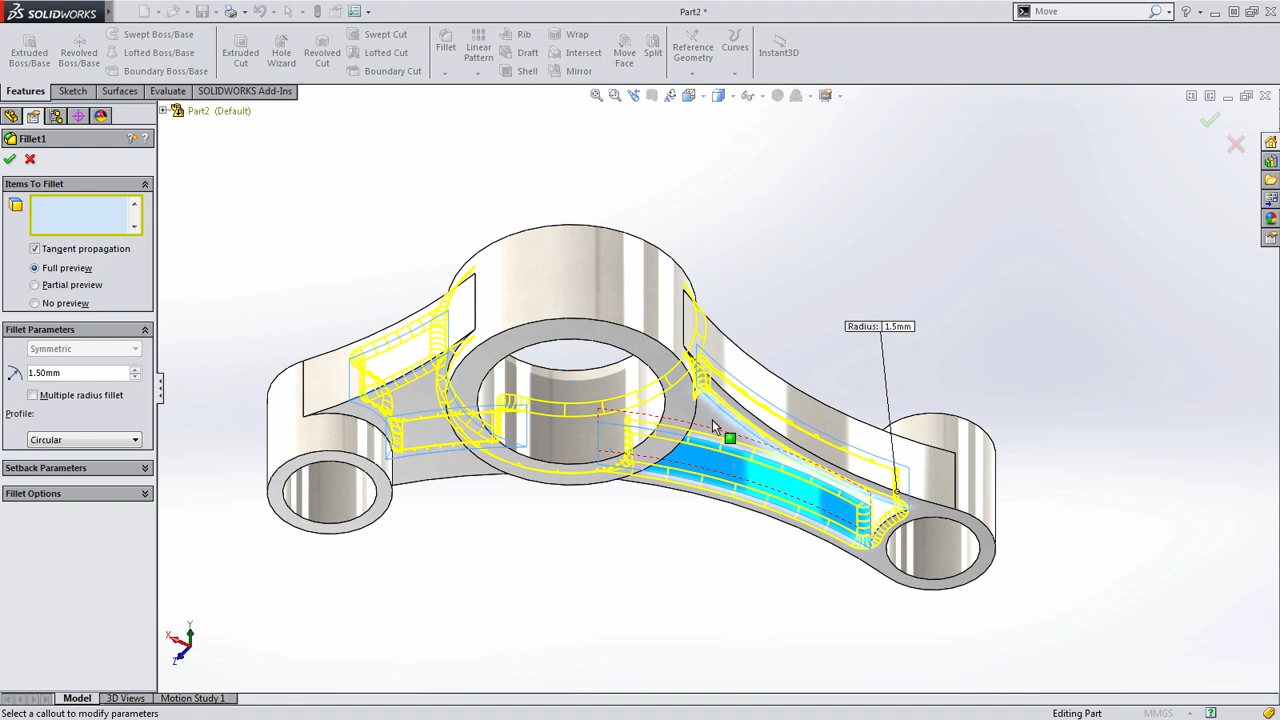 SOLIDWORKS
Part2 *
Move
Extruded Boss/Base
Revolved Boss/Base
Swept Boss/Base
Lofted Boss/Base
Boundary Boss/Base
Extruded Cut
Hole Wizard
Revolved Cut
Swept Cut
Lofted Cut
Boundary Cut
Fillet
Linear Pattern
Rib
Draft
Shell
Wrap
Intersect
Mirror
Move Face
Split
Reference Geometry
Curves
Instant3D
Features
Sketch
Surfaces
Evaluate
SOLIDWORKS Add-Ins
Part2 (Default)
Fillet1
Items To Fillet
Tangent propagation
Full preview
Partial preview
No preview
Fillet Parameters
Symmetric
1.50mm
Multiple radius fillet
Profile:
Circular
Setback Parameters
Fillet Options
Radius: 1.5mm
X
Y
Z
Model
3D Views
Motion Study 1
Select a callout to modify parameters
Editing Part
MMGS